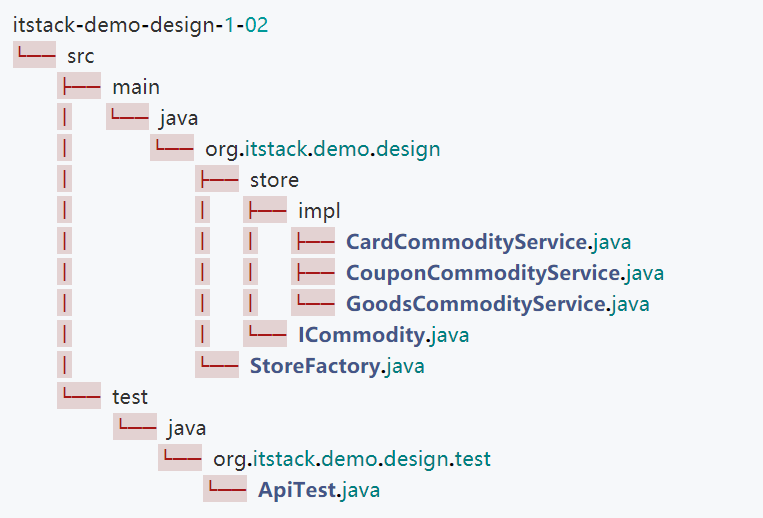 itstack-demo-design-1-02
└── src
    ├── main
    │   └── java
    │       └── org.itstack.demo.design
    │           ├── store
    │           │   ├── impl
    │           │   │   ├── CardCommodityService.java
    │           │   │   ├── CouponCommodityService.java
    │           │   │   └── GoodsCommodityService.java
    │           │   └── ICommodity.java
    │           └── StoreFactory.java
    └── test
        └── java
            └── org.itstack.demo.design.test
                └── ApiTest.java